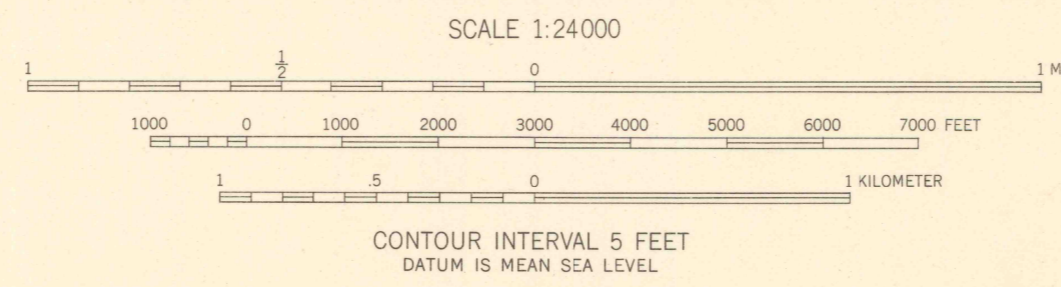 SCALE 1:24000
1 1/2 0 1 M
1000 0 1000 2000 3000 4000 5000 6000 7000 FEET
1 .5 0 1 KILOMETER
CONTOUR INTERVAL 5 FEET
DATUM IS MEAN SEA LEVEL